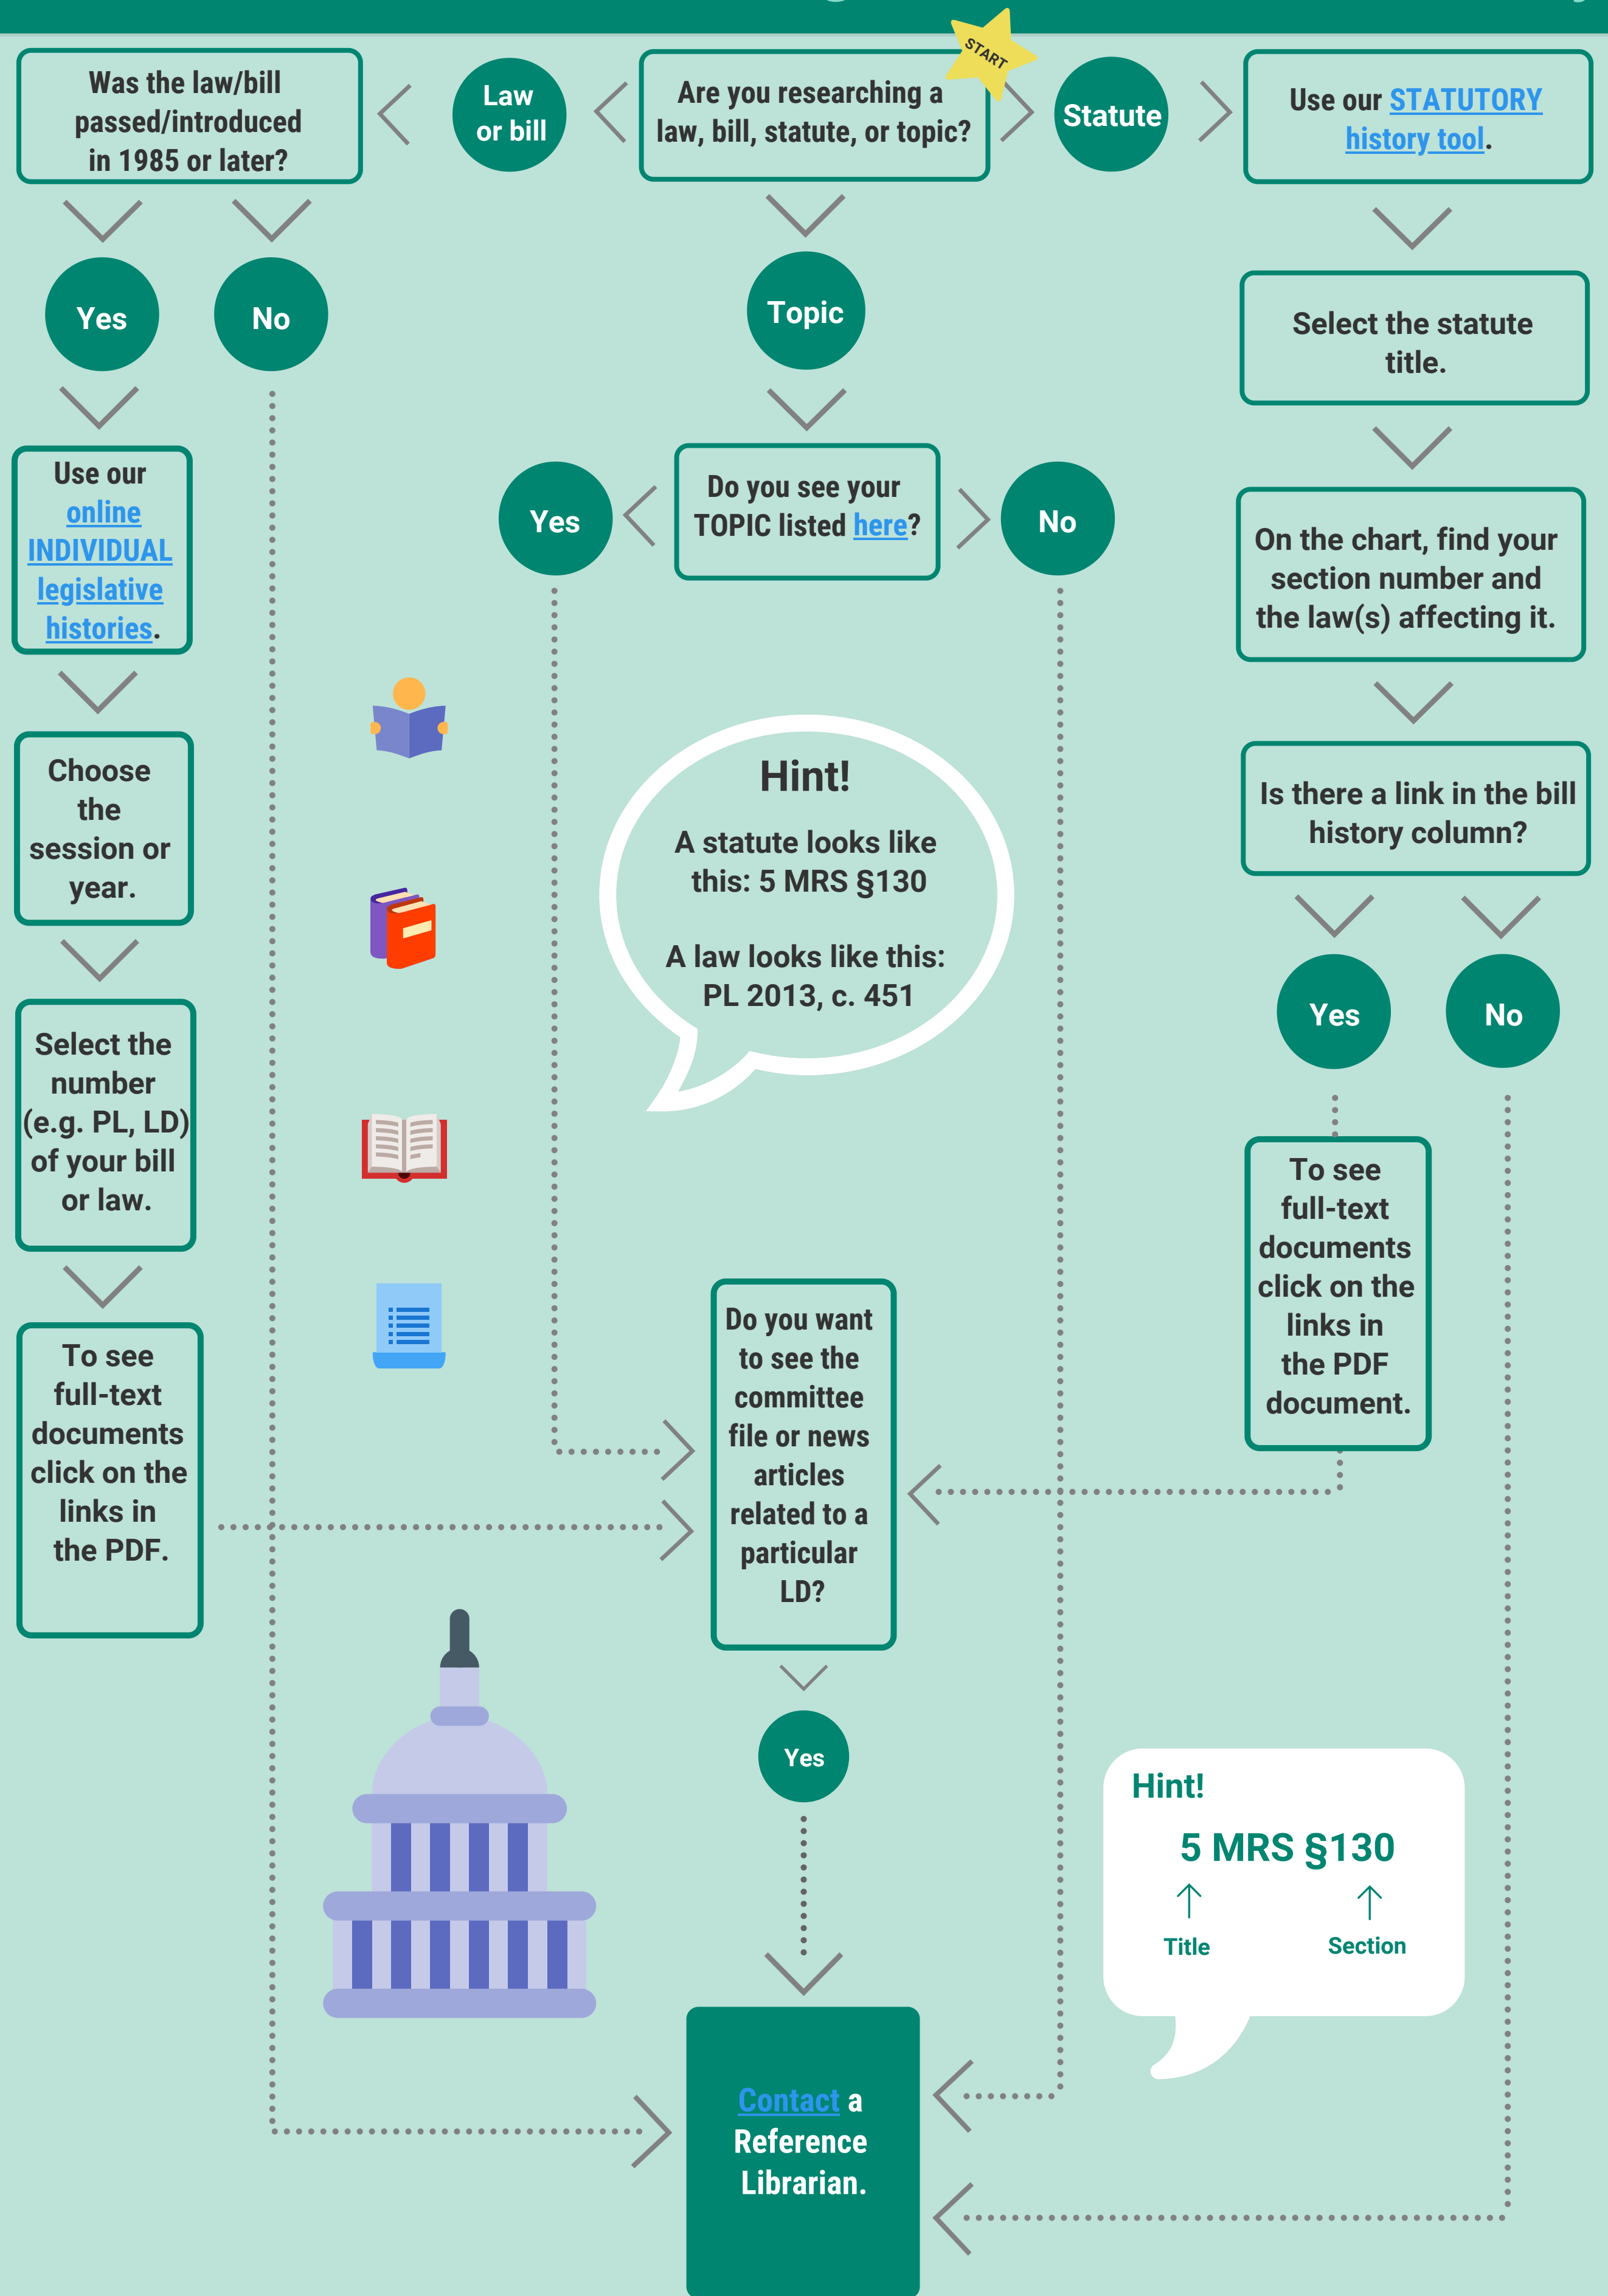 START
Are you researching a
law, bill, statute, or topic?
Law
or bill
Was the law/bill
passed/introduced
in 1985 or later?
Yes
No
Use our
online
INDIVIDUAL
legislative
histories.
Choose
the
session or
year.
Select the
number
(e.g. PL, LD)
of your bill
or law.
To see
full-text
documents
click on the
links in
the PDF.
Topic
Do you see your
TOPIC listed here?
Yes
No
Hint!
A statute looks like
this: 5 MRS §130
A law looks like this:
PL 2013, c. 451
Do you want
to see the
committee
file or news
articles
related to a
particular
LD?
Yes
Contact a
Reference
Librarian.
Statute
Use our STATUTORY
history tool.
Select the statute
title.
On the chart, find your
section number and
the law(s) affecting it.
Is there a link in the bill
history column?
Yes
No
To see
full-text
documents
click on the
links in
the PDF
document.
Hint!
5 MRS §130
Title
Section